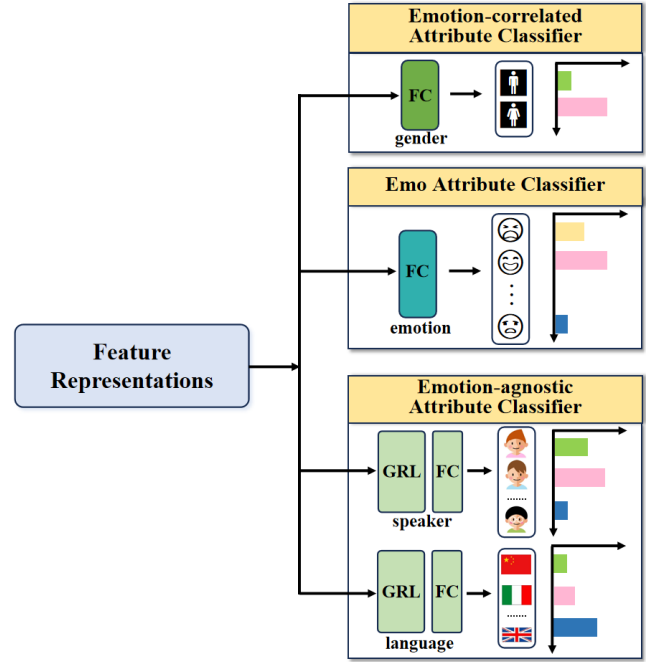 Emotion-correlated
Attribute Classifier
FC
gender
Emo Attribute Classifier
FC
emotion
Feature
Representations
Emotion-agnostic
Attribute Classifier
GRL
FC
speaker
GRL
FC
language